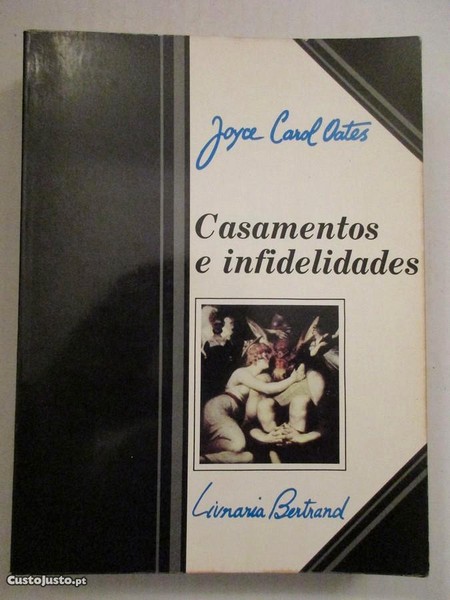 Joyce Carol Oates
Casamentos
e infidelidades
Livraria Bertrand
CustoJusto.pt